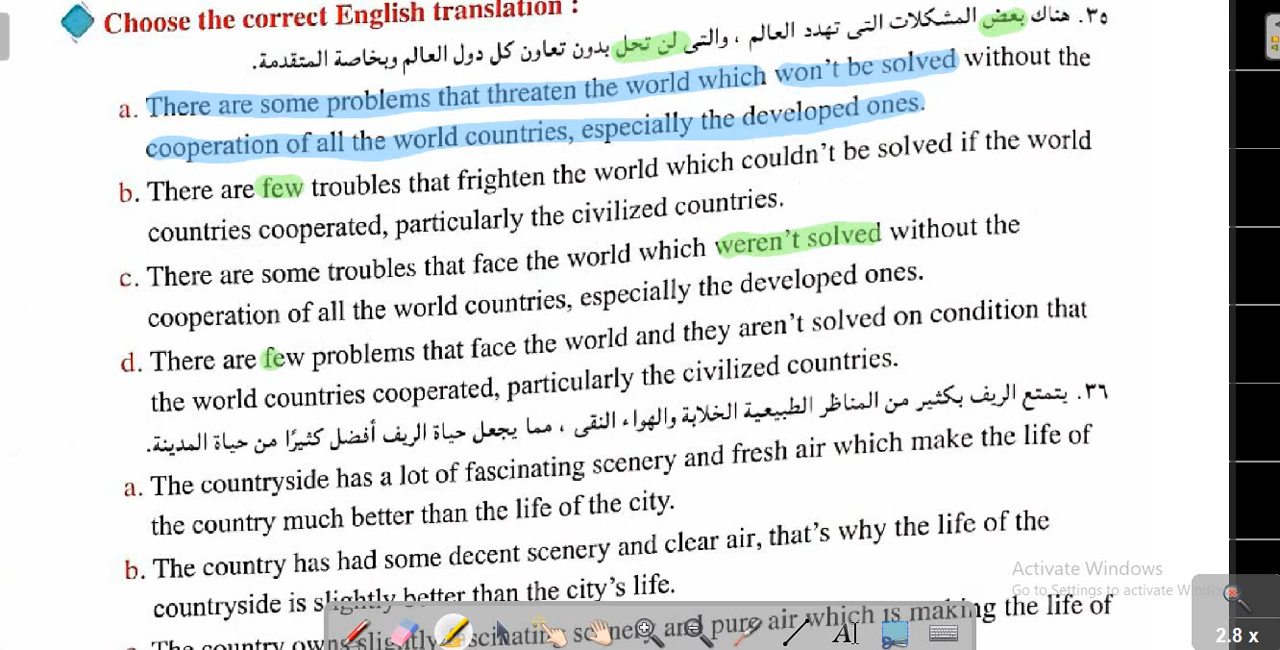 Choose the correct English translation :
٣٥. هناك بعض المشكلات التى تهدد العالم ، والتى لن تحل بدون تعاون كل دول العالم وبخاصة المتقدمة.
a. There are some problems that threaten the world which won't be solved without the
cooperation of all the world countries, especially the developed ones.
b. There are few troubles that frighten the world which couldn't be solved if the world
countries cooperated, particularly the civilized countries.
c. There are some troubles that face the world which weren't solved without the
cooperation of all the world countries, especially the developed ones.
d. There are few problems that face the world and they aren't solved on condition that
the world countries cooperated, particularly the civilized countries.
٣٦. يتمتع الريف بكثير من المناظر الطبيعية الخلابة والهواء النقى ، مما يجعل حياة الريف أفضل كثيرًا من حياة المدينة.
a. The countryside has a lot of fascinating scenery and fresh air which make the life of
the country much better than the life of the city.
b. The country has had some decent scenery and clear air, that's why the life of the
countryside is slightly better than the city's life.
The country owns slightly and pure air which is making the life of
Activate Windows
Go to Settings to activate
A
2.8 x